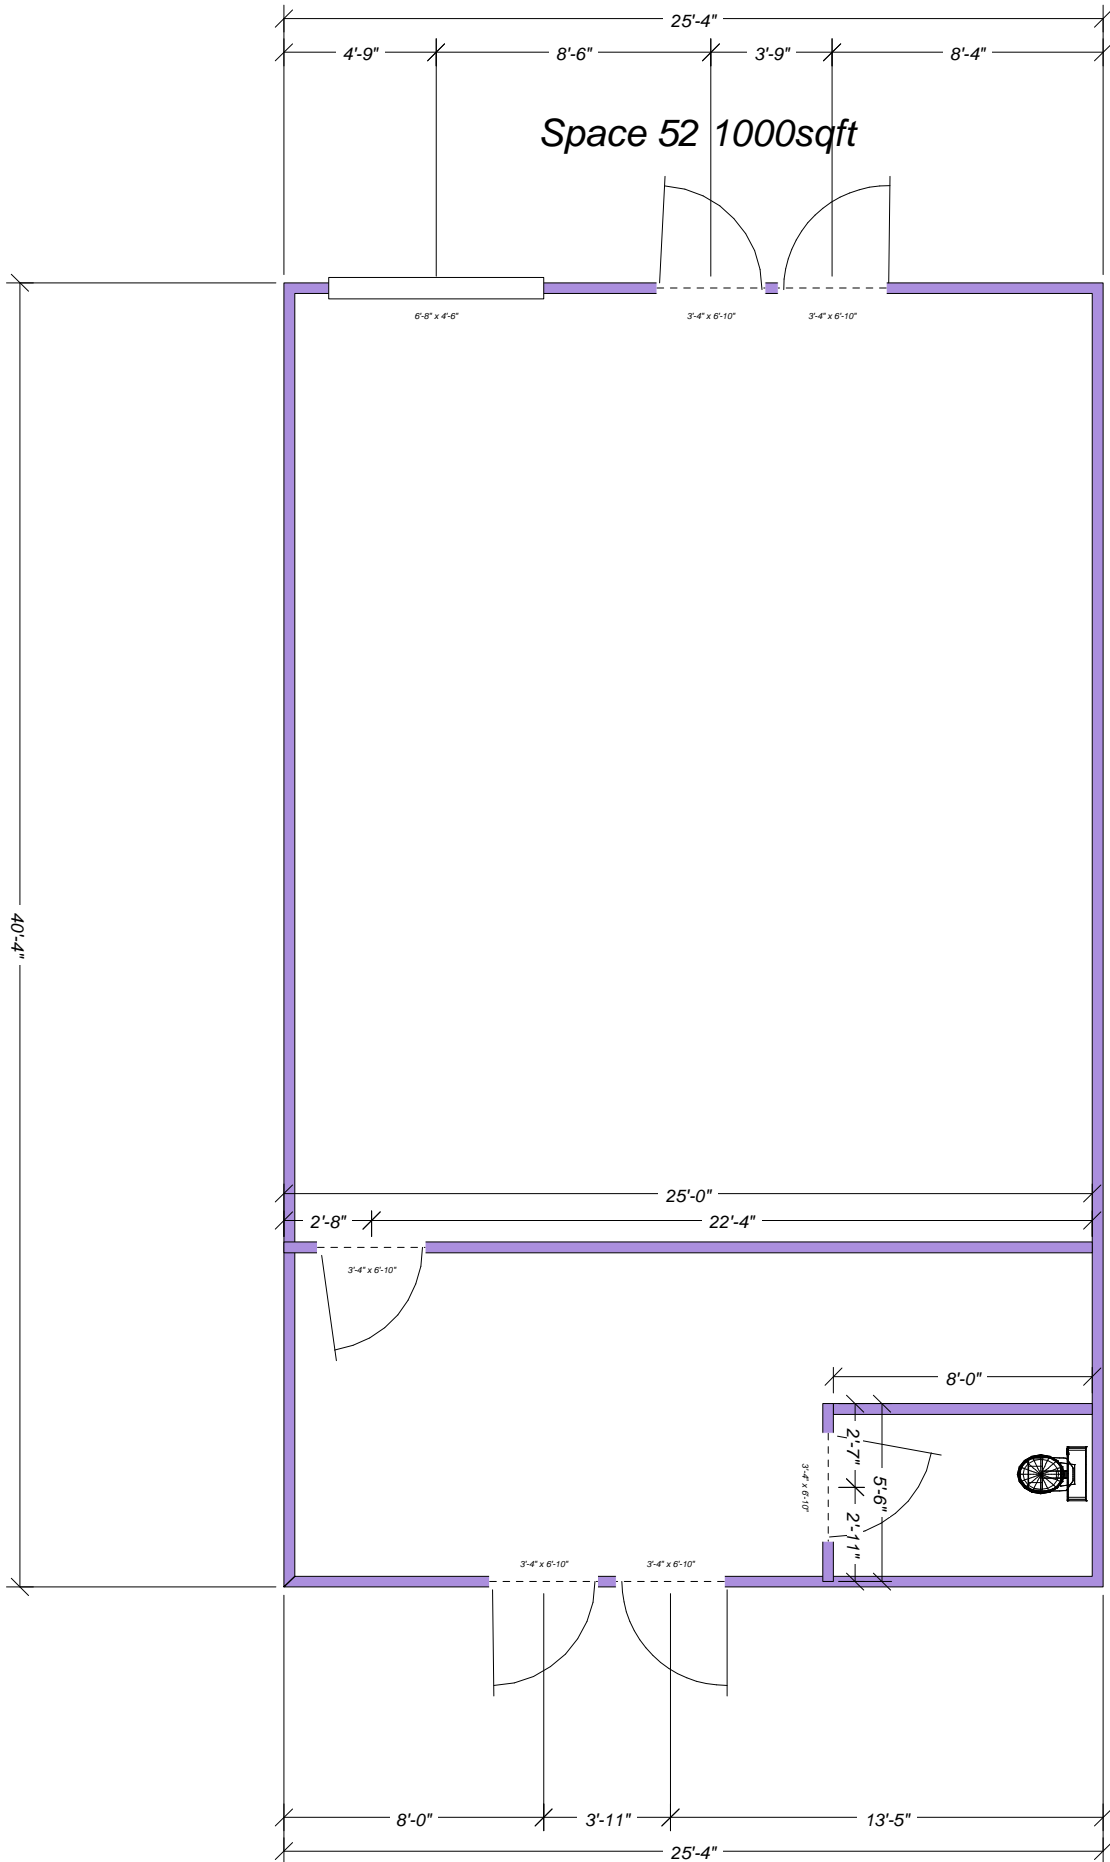 25'-4"
4'-9" 8'-6" 3'-9" 8'-4"
Space 52 1000sqft
6'-8" x 4'-6" 3'-4" x 6'-10" 3'-4" x 6'-10"
40'-4"
25'-0"
2'-8" 22'-4"
3'-4" x 6'-10"
8'-0"
2'-7"
5'-6"
3'-4" x 6'-10"
2'-11"
3'-4" x 6'-10" 3'-4" x 6'-10"
8'-0" 3'-11" 13'-5"
25'-4"